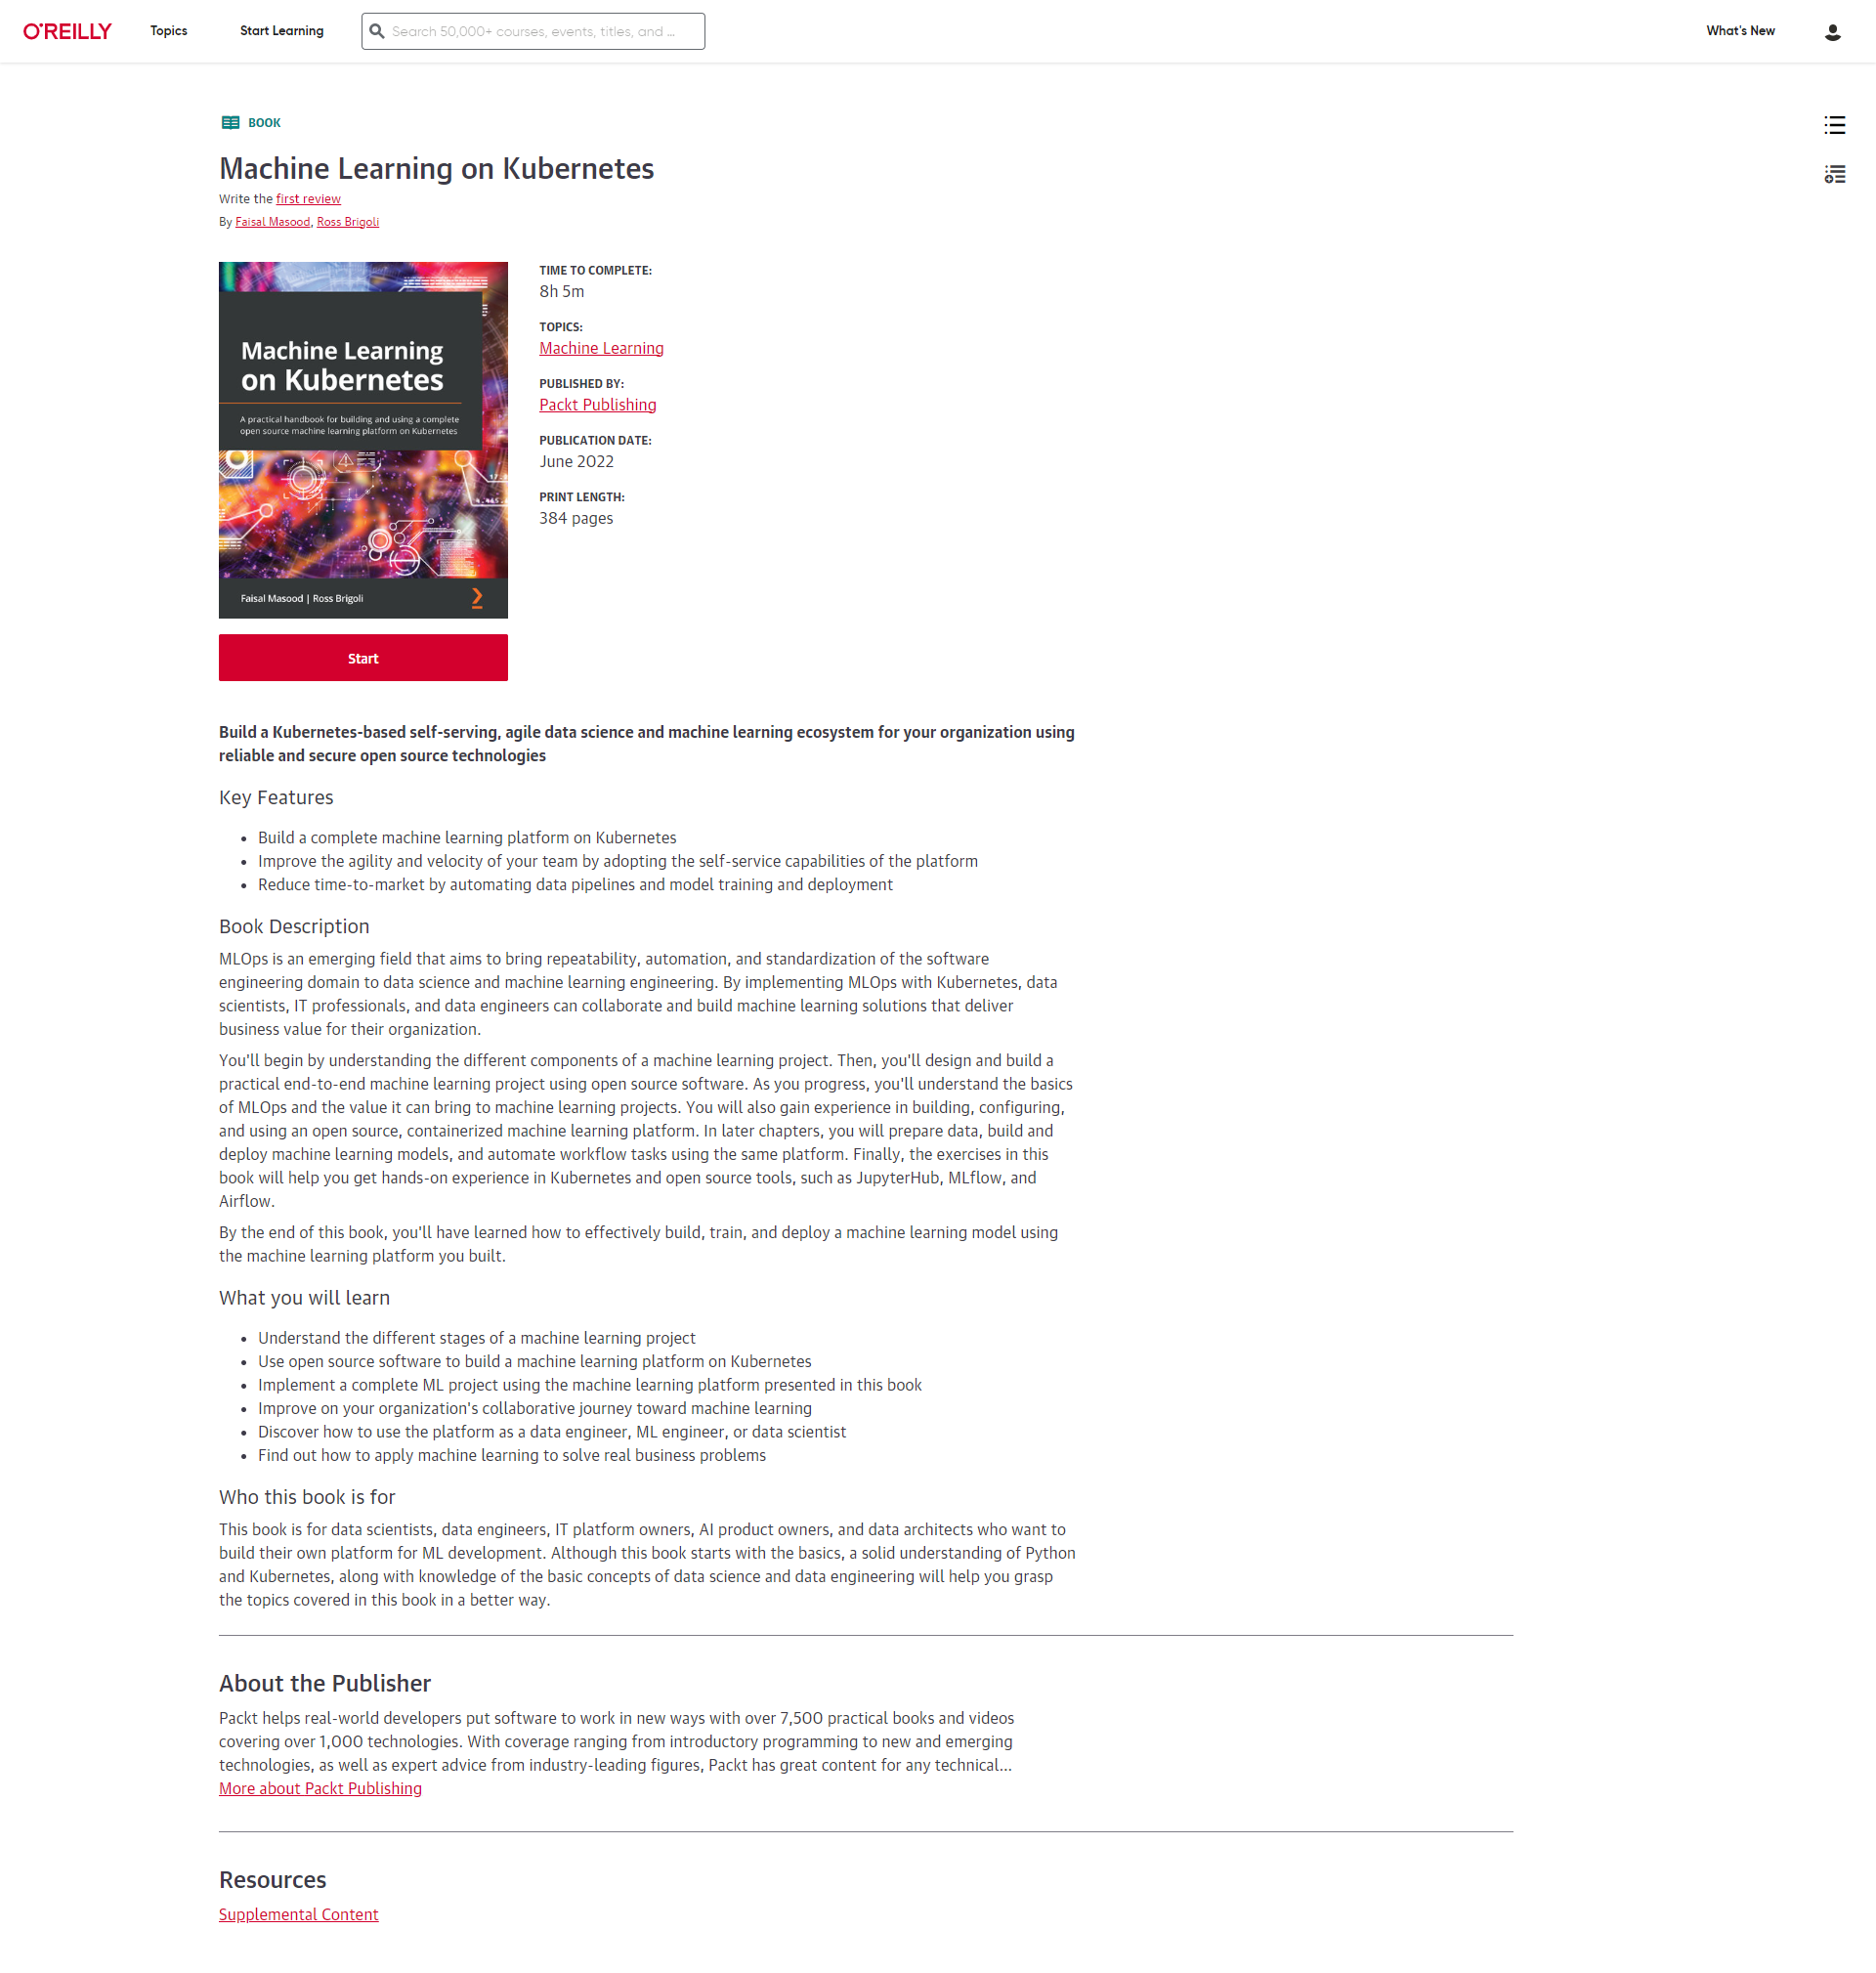 O'REILLY
Topics
Start Learning
Search 50,000+ courses, events, titles, and ...
What's New
BOOK
Machine Learning on Kubernetes
Write the first review
By Faisal Masood, Ross Brigoli
Machine Learning
on Kubernetes
A practical handbook for building and using a complete
open source machine learning platform on Kubernetes
Faisal Masood | Ross Brigoli
TIME TO COMPLETE:
8h 5m
TOPICS:
Machine Learning
PUBLISHED BY:
Packt Publishing
PUBLICATION DATE:
June 2022
PRINT LENGTH:
384 pages
Start
Build a Kubernetes-based self-serving, agile data science and machine learning ecosystem for your organization using
reliable and secure open source technologies
Key Features
• Build a complete machine learning platform on Kubernetes
• Improve the agility and velocity of your team by adopting the self-service capabilities of the platform
• Reduce time-to-market by automating data pipelines and model training and deployment
Book Description
MLOps is an emerging field that aims to bring repeatability, automation, and standardization of the software
engineering domain to data science and machine learning engineering. By implementing MLOps with Kubernetes, data
scientists, IT professionals, and data engineers can collaborate and build machine learning solutions that deliver
business value for their organization.
You'll begin by understanding the different components of a machine learning project. Then, you'll design and build a
practical end-to-end machine learning project using open source software. As you progress, you'll understand the basics
of MLOps and the value it can bring to machine learning projects. You will also gain experience in building, configuring,
and using an open source, containerized machine learning platform. In later chapters, you will prepare data, build and
deploy machine learning models, and automate workflow tasks using the same platform. Finally, the exercises in this
book will help you get hands-on experience in Kubernetes and open source tools, such as JupyterHub, MLflow, and
Airflow.
By the end of this book, you'll have learned how to effectively build, train, and deploy a machine learning model using
the machine learning platform you built.
What you will learn
• Understand the different stages of a machine learning project
• Use open source software to build a machine learning platform on Kubernetes
• Implement a complete ML project using the machine learning platform presented in this book
• Improve on your organization's collaborative journey toward machine learning
• Discover how to use the platform as a data engineer, ML engineer, or data scientist
• Find out how to apply machine learning to solve real business problems
Who this book is for
This book is for data scientists, data engineers, IT platform owners, AI product owners, and data architects who want to
build their own platform for ML development. Although this book starts with the basics, a solid understanding of Python
and Kubernetes, along with knowledge of the basic concepts of data science and data engineering will help you grasp
the topics covered in this book in a better way.
About the Publisher
Packt helps real-world developers put software to work in new ways with over 7,500 practical books and videos
covering over 1,000 technologies. With coverage ranging from introductory programming to new and emerging
technologies, as well as expert advice from industry-leading figures, Packt has great content for any technical...
More about Packt Publishing
Resources
Supplemental Content